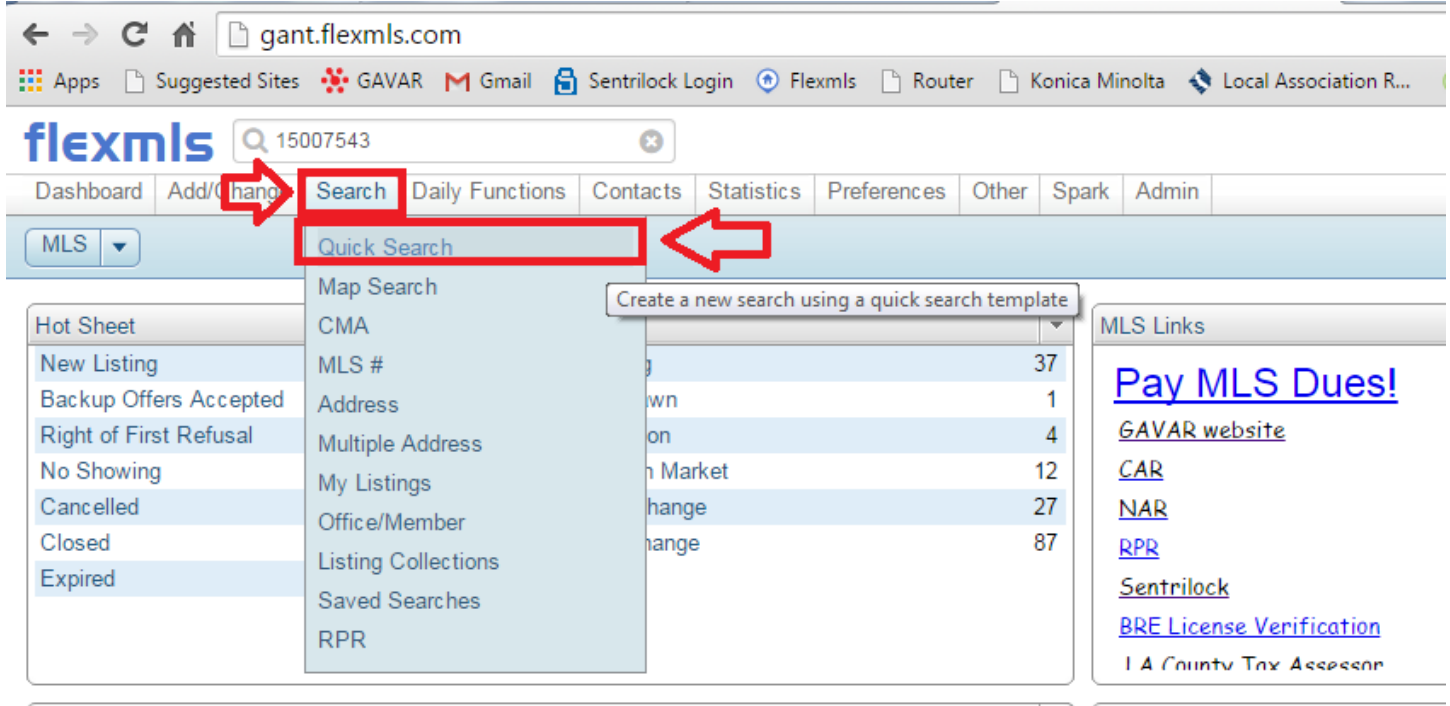 gant.flexmls.com
Apps Suggested Sites GAVAR Gmail Sentrilock Login Flexmls Router Konica Minolta Local Association R...
flexmls 15007543
Dashboard Add/Change Search Daily Functions Contacts Statistics Preferences Other Spark Admin
MLS
Quick Search
Map Search
CMA
MLS #
Address
Multiple Address
My Listings
Office/Member
Listing Collections
Saved Searches
RPR
Create a new search using a quick search template
Hot Sheet
New Listing
Backup Offers Accepted
Right of First Refusal
No Showing
Cancelled
Closed
Expired
37
wn 1
on 4
Market 12
hange 27
ange 87
MLS Links
Pay MLS Dues!
GAVAR website
CAR
NAR
RPR
Sentrilock
BRE License Verification
LA County Tax Assessor